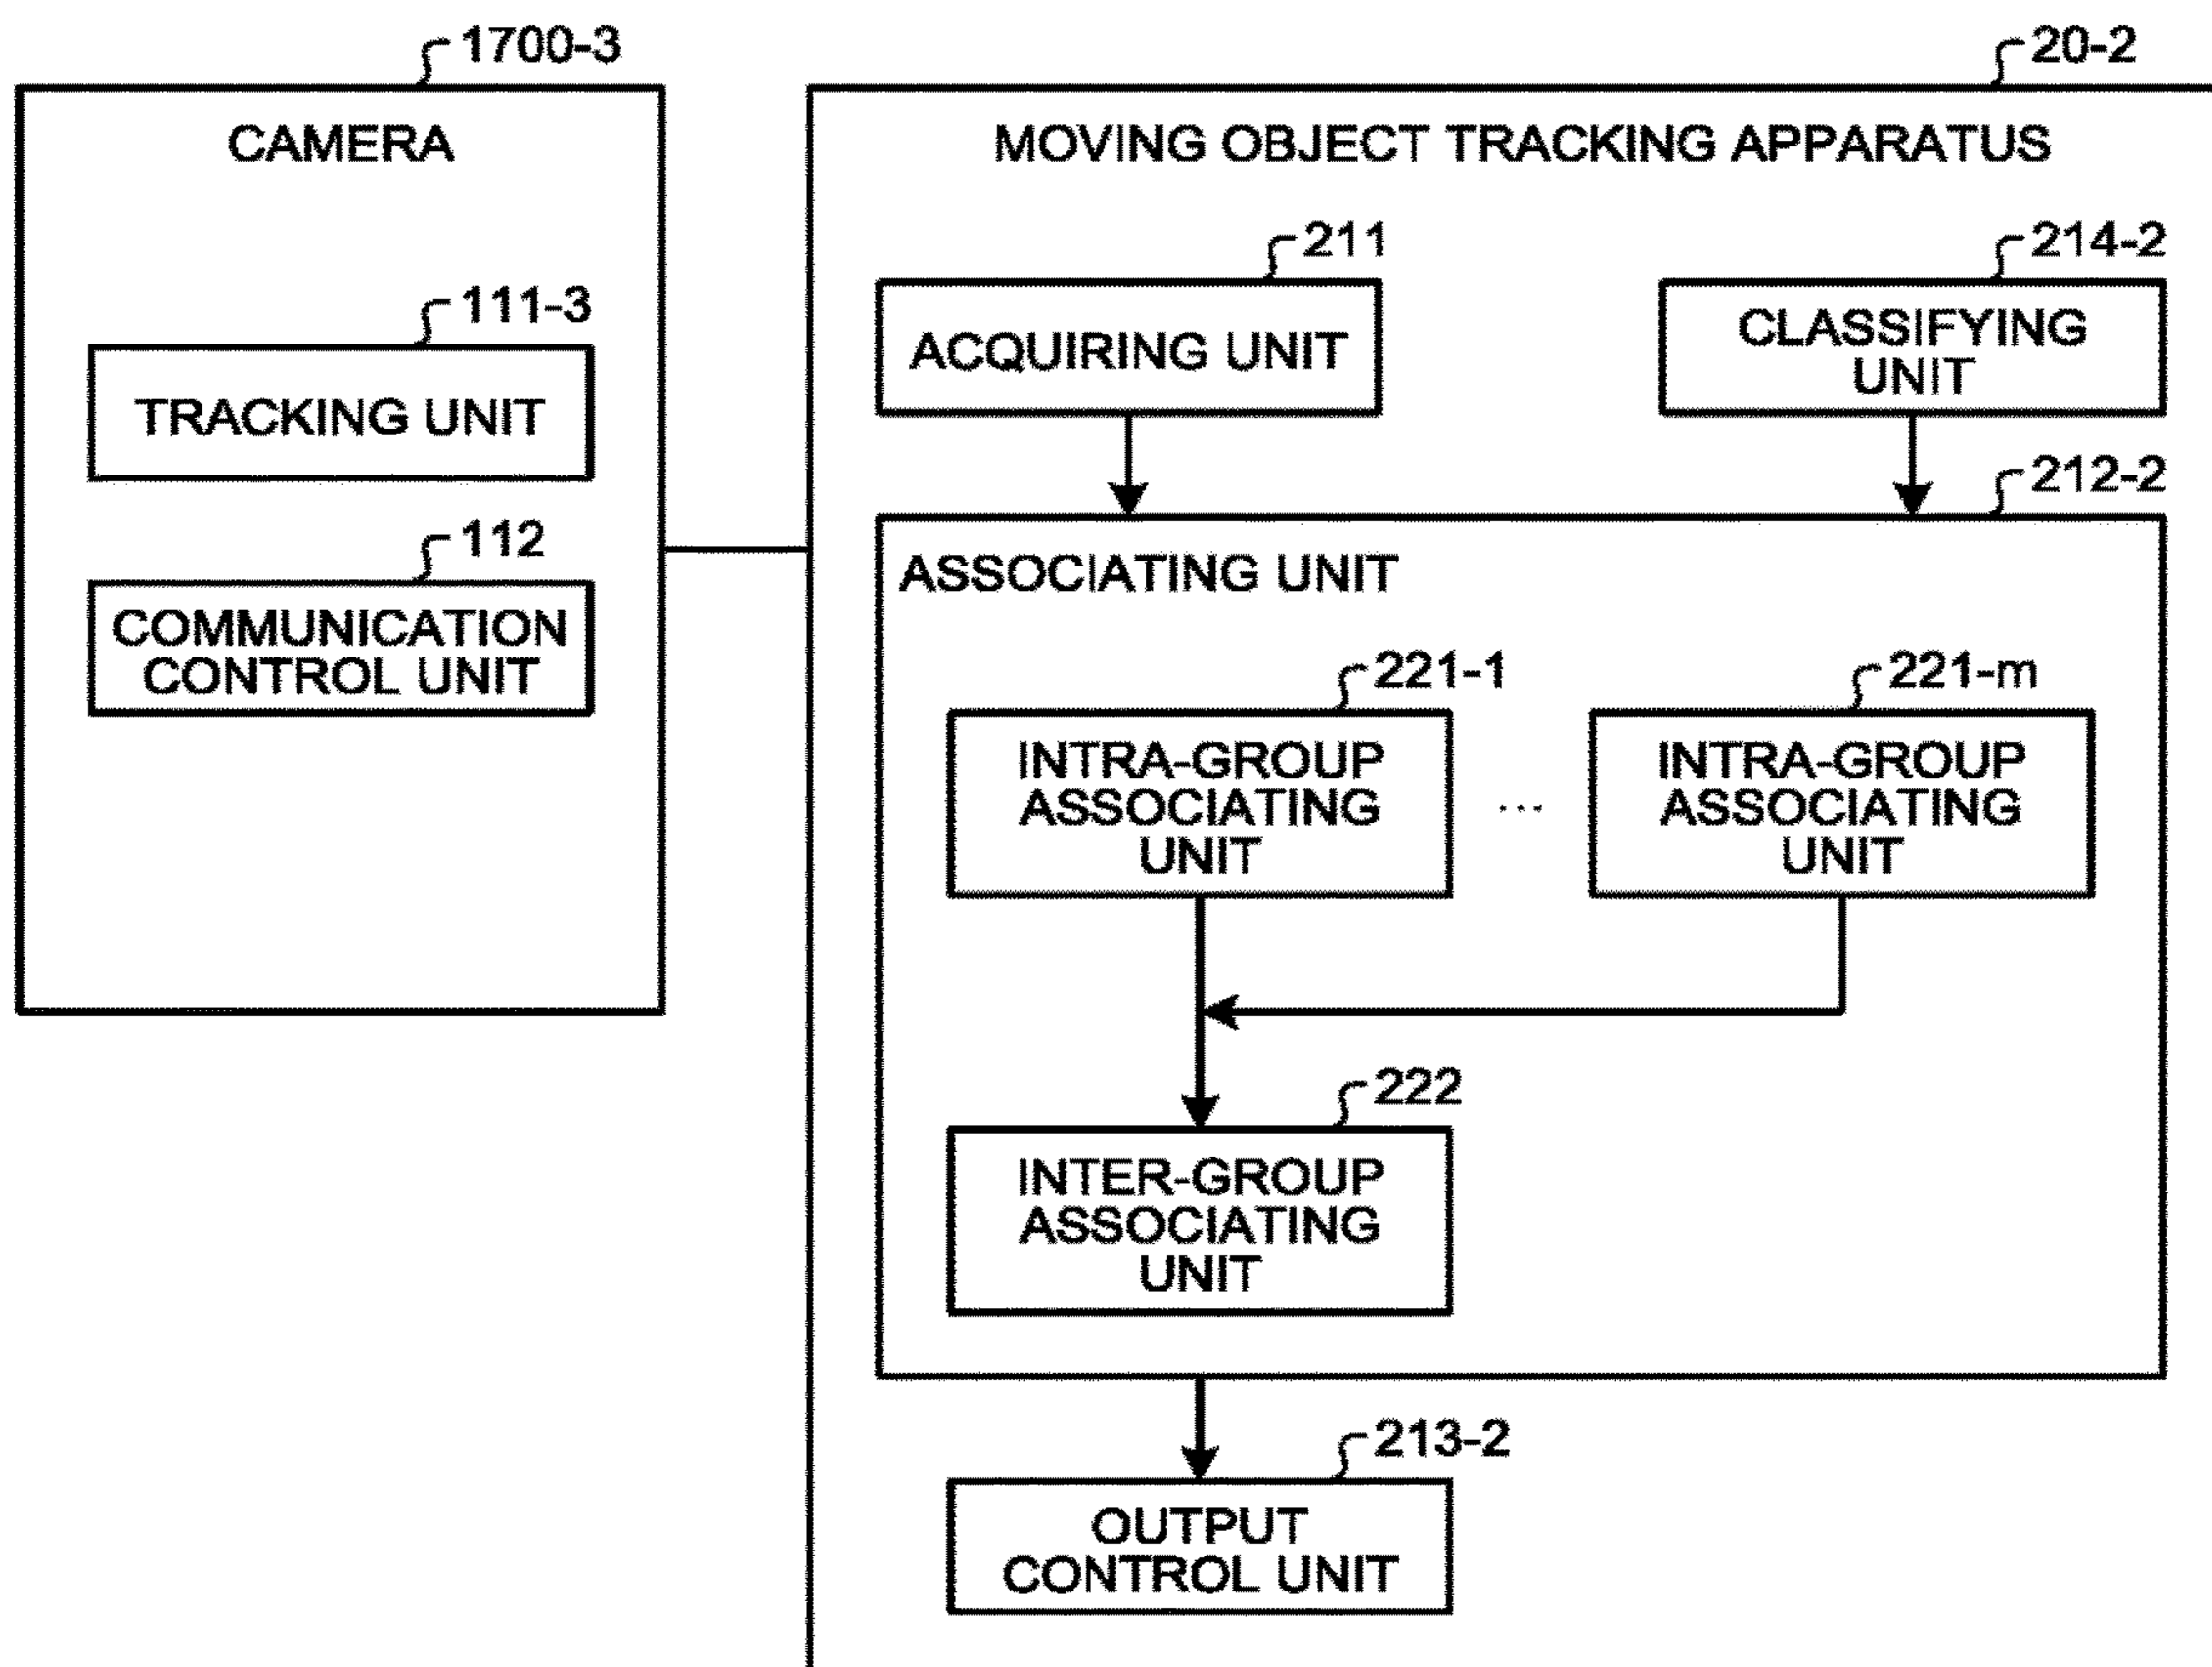 1700-3
CAMERA
111-3
TRACKING UNIT
112
COMMUNICATION
CONTROL UNIT
20-2
MOVING OBJECT TRACKING APPARATUS
211
ACQUIRING UNIT
214-2
CLASSIFYING
UNIT
212-2
ASSOCIATING UNIT
221-1
INTRA-GROUP
ASSOCIATING
UNIT
...
221-m
INTRA-GROUP
ASSOCIATING
UNIT
222
INTER-GROUP
ASSOCIATING
UNIT
213-2
OUTPUT
CONTROL UNIT